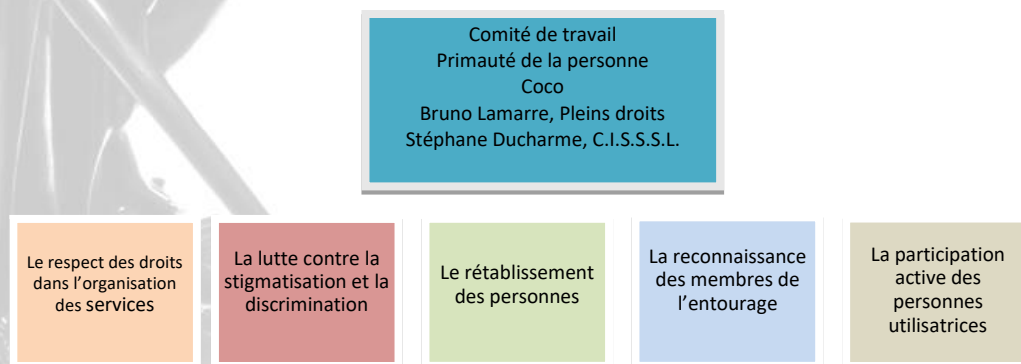 Comité de travail
Primauté de la personne
Coco
Bruno Lamarre, Pleins droits
Stéphane Ducharme, C.I.S.S.S.L.
Le respect des droits
dans l’organisation
des services
La lutte contre la
stigmatisation et la
discrimination
Le rétablissement
des personnes
La reconnaissance
des membres de
l’entourage
La participation
active des
personnes
utilisatrices